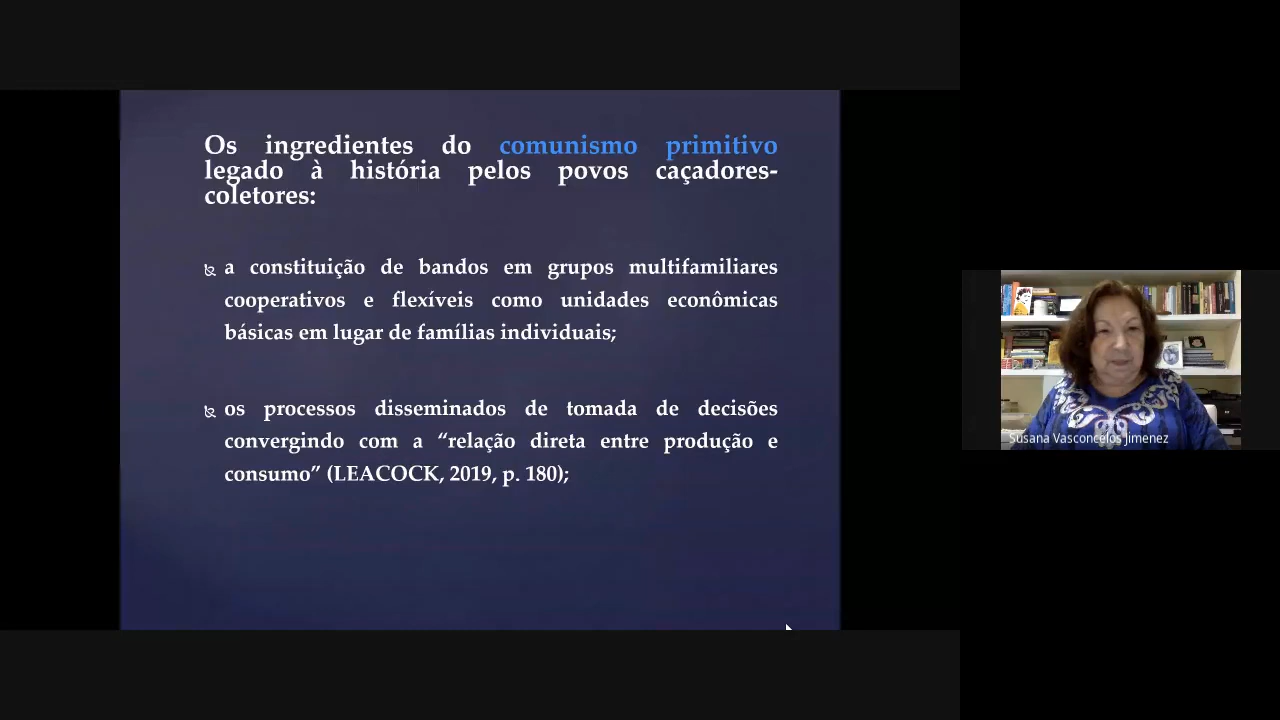 Os ingredientes do comunismo primitivo
legado à história pelos povos caçadores-
coletores:
a constituição de bandos em grupos multifamiliares
cooperativos e flexíveis como unidades econômicas
básicas em lugar de famílias individuais;
os processos disseminados de tomada de decisões
convergindo com a “relação direta entre produção e
consumo” (LEACOCK, 2019, p. 180);
Susana Vasconcelos Jimenez